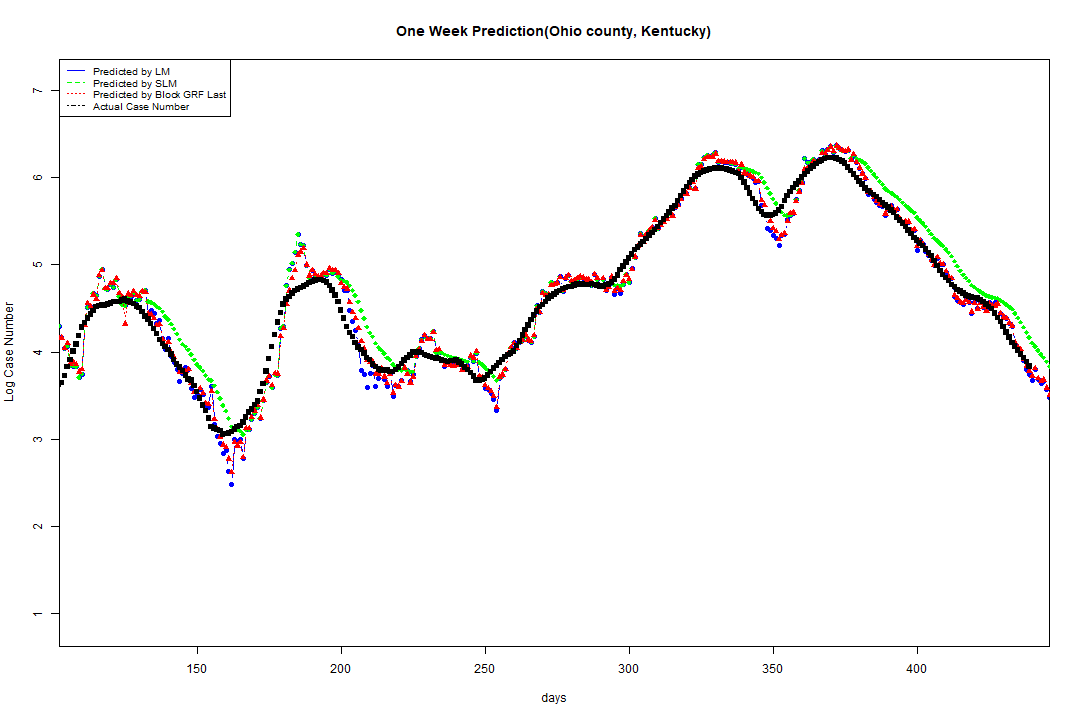 One Week Prediction(Ohio county, Kentucky)
Predicted by LM
Predicted by SLM
Predicted by Block GRF Last
Actual Case Number
7
6
5
4
3
2
1
Log Case Number
150 200 250 300 350 400
days